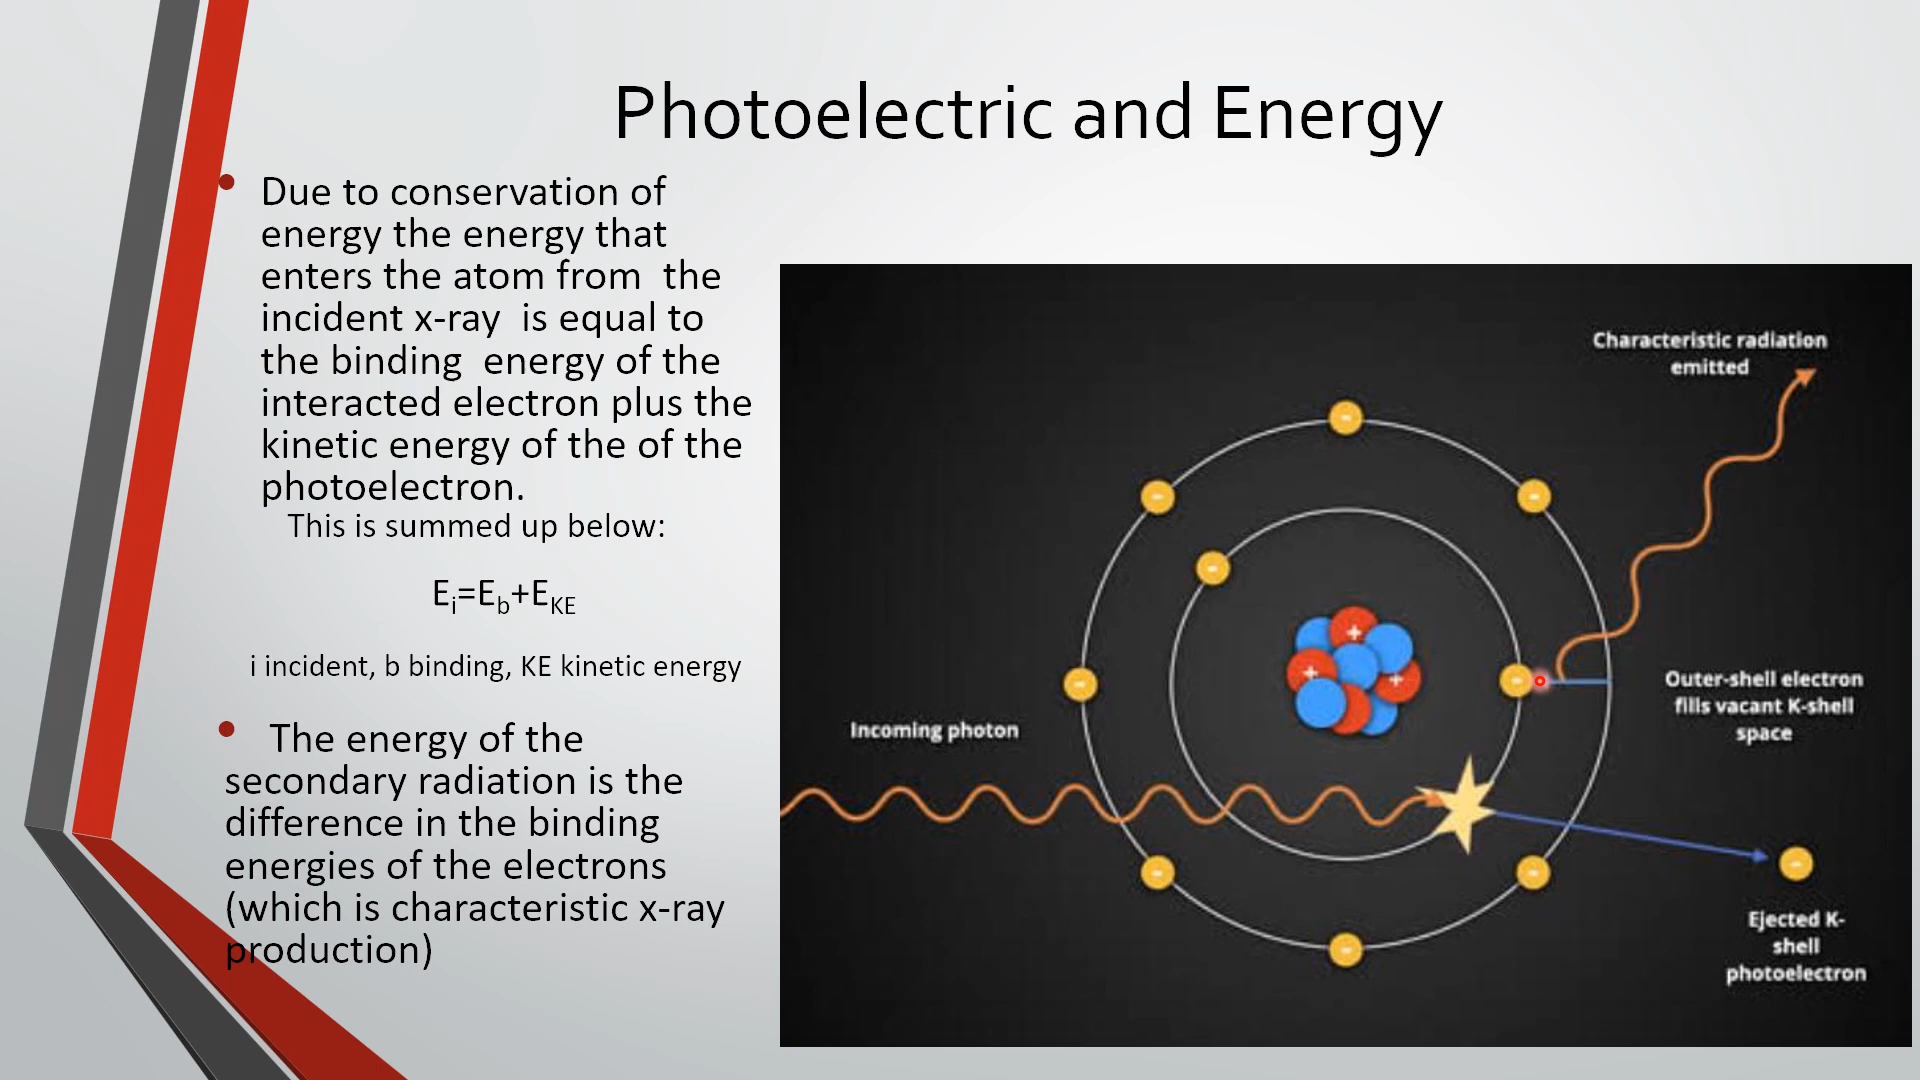 Photoelectric and Energy
• Due to conservation of
energy the energy that
enters the atom from the
incident x-ray is equal to
the binding energy of the
interacted electron plus the
kinetic energy of the of the
photoelectron.
This is summed up below:
Ei=Eb+EKE
i incident, b binding, KE kinetic energy
• The energy of the
secondary radiation is the
difference in the binding
energies of the electrons
(which is characteristic x-ray
production)
Characteristic radiation
emitted
Outer-shell electron
fills vacant K-shell
space
Incoming photon
Ejected K-
shell
photoelectron